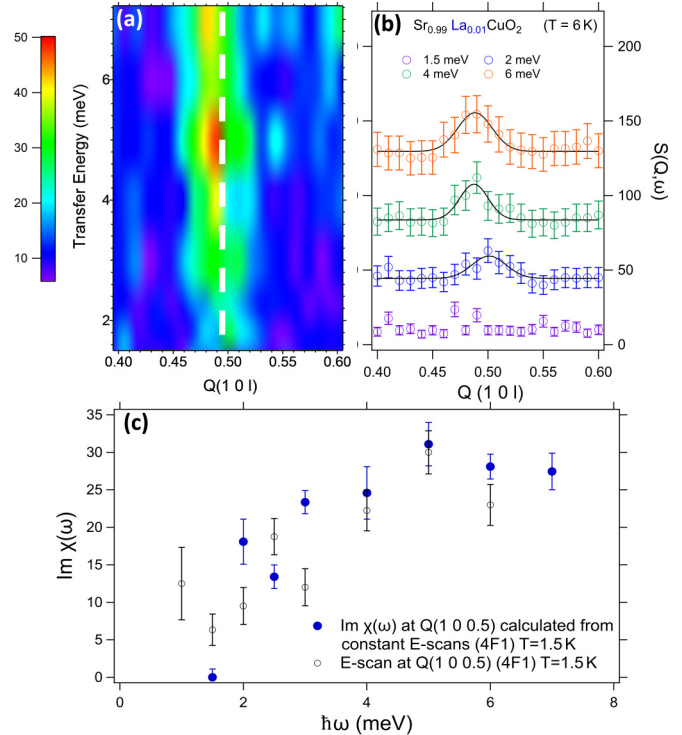 50
40
30
20
10
Transfer Energy (meV)
6
4
2
(a)
0.40 0.45 0.50 0.55 0.60
Q(1 0 l)
(b) Sr0.99 La0.01CuO2 (T = 6 K)
1.5 meV 2 meV
4 meV 6 meV
200
150
100
50
0
S(Q,ω)
0.40 0.45 0.50 0.55 0.60
Q (1 0 l)
(c)
35
30
25
20
15
10
5
0
Im χ(ω)
Im χ(ω) at Q(1 0 0.5) calculated from
constant E-scans (4F1) T=1.5 K
E-scan at Q(1 0 0.5) (4F1) T=1.5 K
0 2 4 6 8
ħω (meV)